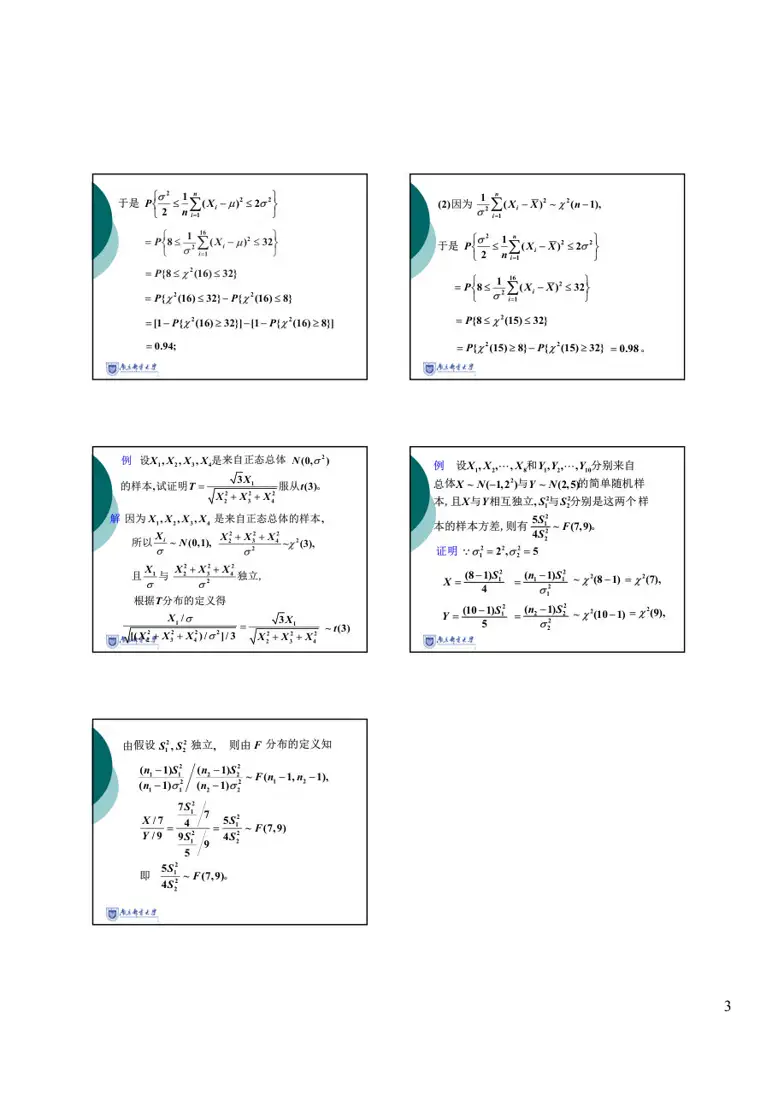 于是 P{σ²/2 ≤ 1/n ∑_{i=1}^{n} (X_i − μ)² ≤ 2σ²}
= P{8 ≤ 1/σ² ∑_{i=1}^{16} (X_i − μ)² ≤ 32}
= P{8 ≤ χ²(16) ≤ 32}
= P{χ²(16) ≤ 32} − P{χ²(16) ≤ 8}
= [1 − P{χ²(16) ≥ 32}] − [1 − P{χ²(16) ≥ 8}]
= 0.94;
(2)因为 1/σ² ∑_{i=1}^{n} (X_i − X̄)² ~ χ²(n − 1),
于是 P{σ²/2 ≤ 1/n ∑_{i=1}^{n} (X_i − X̄)² ≤ 2σ²}
= P{8 ≤ 1/σ² ∑_{i=1}^{16} (X_i − X̄)² ≤ 32}
= P{8 ≤ χ²(15) ≤ 32}
= P{χ²(15) ≥ 8} − P{χ²(15) ≥ 32} = 0.98 。
例 设X₁, X₂, X₃, X₄是来自正态总体 N(0, σ²)
的样本,试证明T = 3X₁/√(X₂² + X₃² + X₄²) 服从t(3)。
解 因为 X₁, X₂, X₃, X₄ 是来自正态总体的样本,
所以 X_i/σ ~ N(0,1), (X₂² + X₃² + X₄²)/σ² ~ χ²(3),
且 X₁/σ 与 (X₂² + X₃² + X₄²)/σ² 独立,
根据T分布的定义得
(X₁/σ)/√([(X₂² + X₃² + X₄²)/σ²]/3) = 3X₁/√(X₂² + X₃² + X₄²) ~ t(3)
例 设X₁, X₂, ⋯, X₈和Y₁, Y₂, ⋯, Y₁₀分别来自
总体X ~ N(−1, 2²)与Y ~ N(2, 5)的简单随机样
本, 且X与Y相互独立, S₁²与S₂²分别是这两个样
本的样本方差, 则有 5S₁²/4S₂² ~ F(7,9)。
证明 ∵ σ₁² = 2², σ₂² = 5
X = (8−1)S₁²/4 = (n₁−1)S₁²/σ₁² ~ χ²(8−1) = χ²(7),
Y = (10−1)S₁²/5 = (n₂−1)S₂²/σ₂² ~ χ²(10−1) = χ²(9),
由假设 S₁², S₂² 独立, 则由 F 分布的定义知
(n₁−1)S₁²/(n₁−1)σ₁² / (n₂−1)S₂²/(n₂−1)σ₂² ~ F(n₁ − 1, n₂ − 1),
(X/7)/(Y/9) = (7S₁²/4 / 7)/(9S₁²/5 / 9) = 5S₁²/4S₂² ~ F(7,9)
即 5S₁²/4S₂² ~ F(7,9)。
3